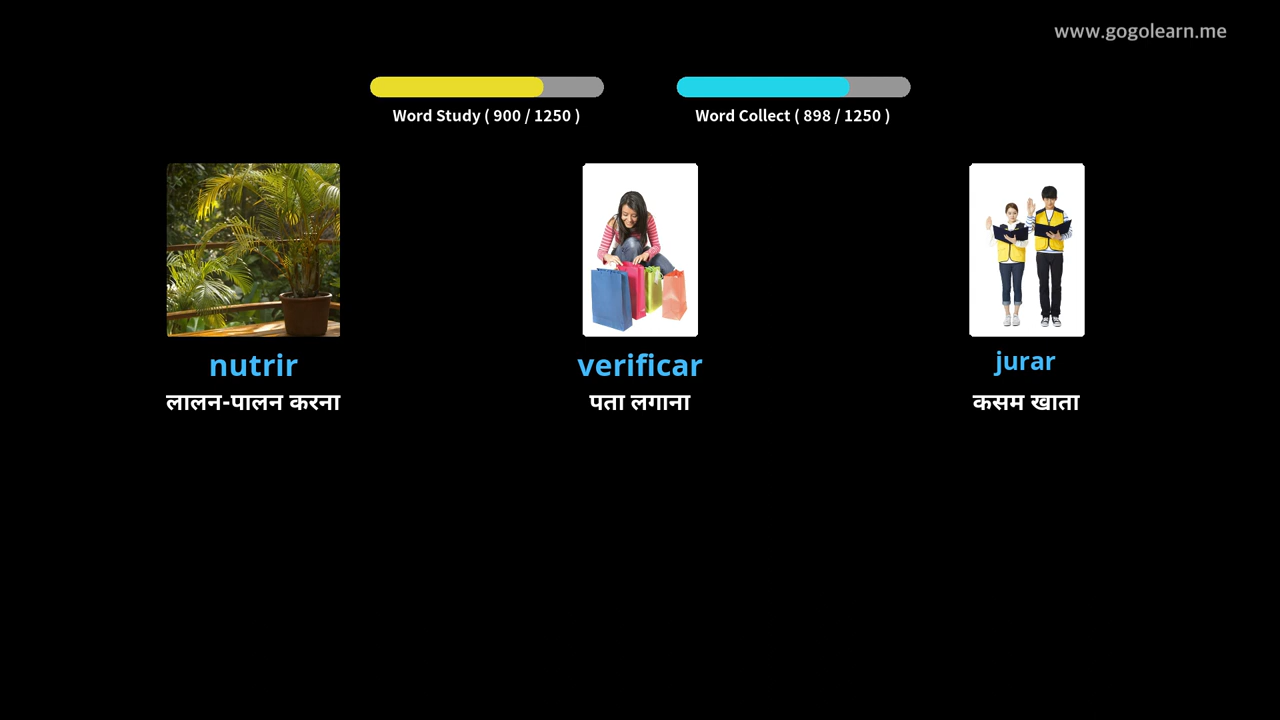 www.gogolearn.me
Word Study ( 900 / 1250 )
Word Collect ( 898 / 1250 )
nutrir
verificar
jurar
लालन-पालन करना
पता लगाना
कसम खाता